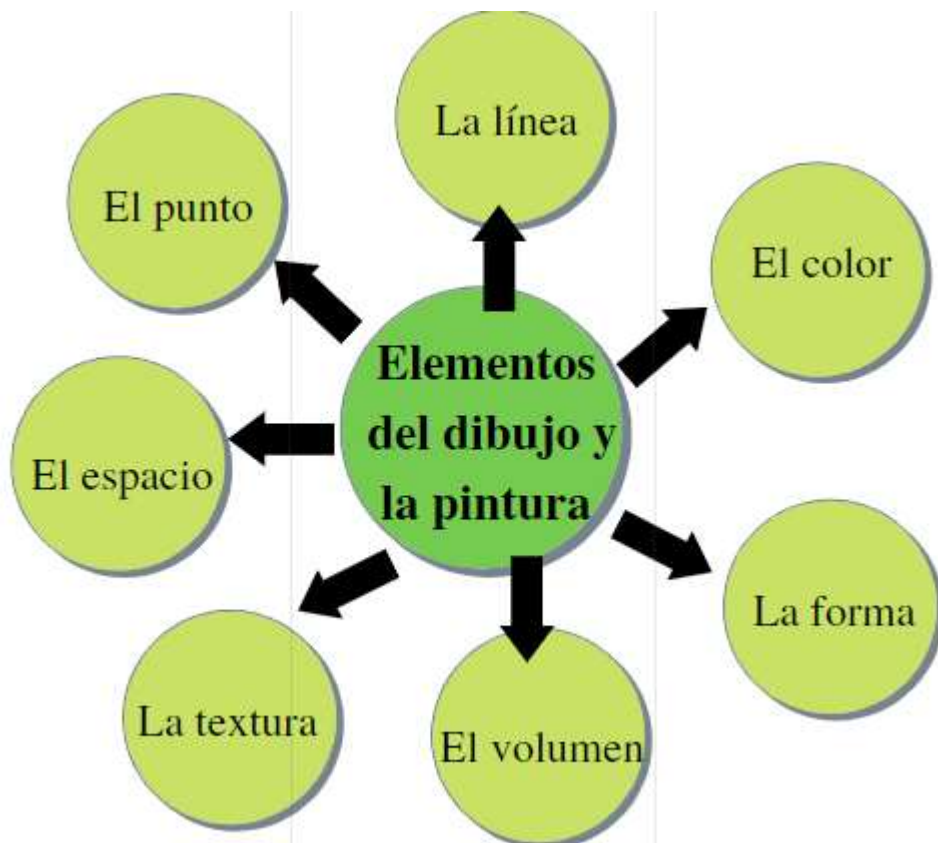 La línea
El punto
El color
Elementos
del dibujo y
la pintura
El espacio
La forma
La textura
El volumen